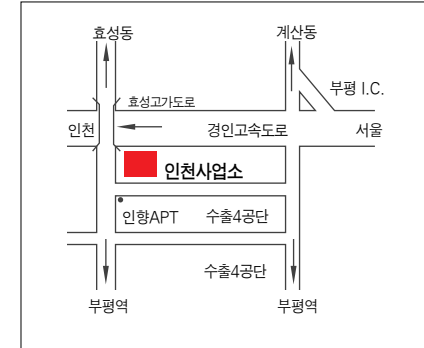 효성동
계산동
부평 I.C.
효성고가도로
인천
경인고속도로
서울
인천사업소
인향APT
수출4공단
수출4공단
부평역
부평역